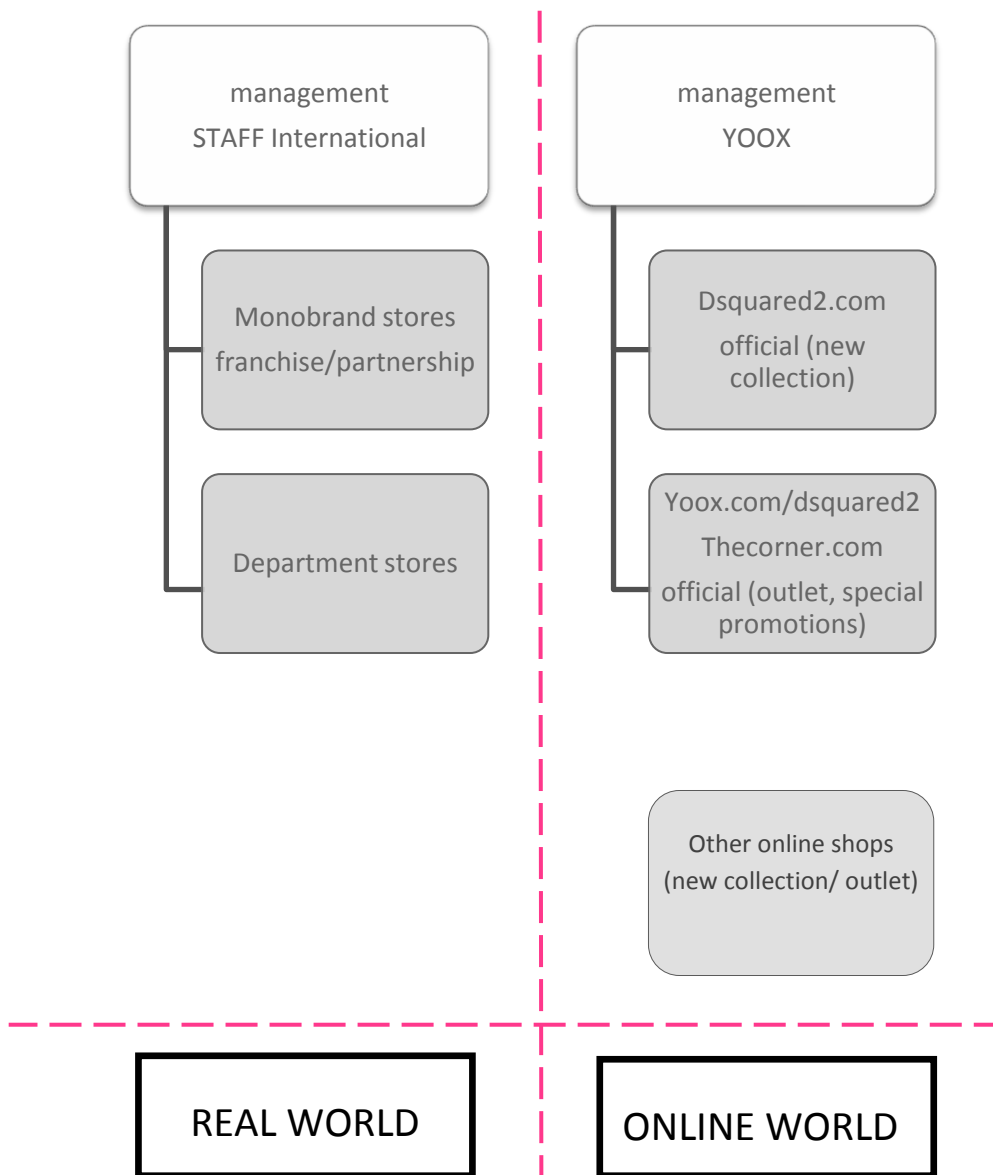 management
STAFF International
Monobrand stores
franchise/partnership
Department stores
management
YOOX
Dsquared2.com
official (new
collection)
Yoox.com/dsquared2
Thecorner.com
official (outlet, special
promotions)
Other online shops
(new collection/ outlet)
REAL WORLD
ONLINE WORLD